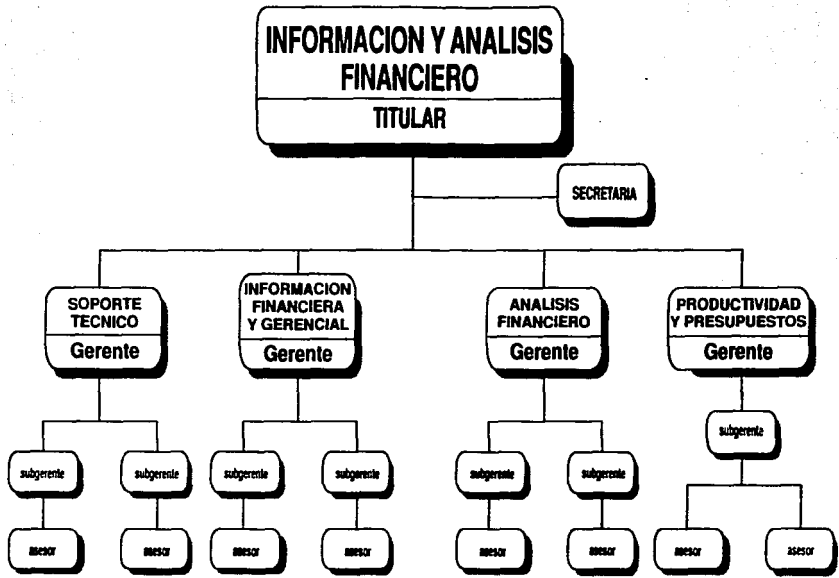 INFORMACION Y ANALISIS
FINANCIERO
TITULAR
SECRETARIA
SOPORTE
TECNICO
Gerente
INFORMACION
FINANCIERA
Y GERENCIAL
Gerente
ANALISIS
FINANCIERO
Gerente
PRODUCTIVIDAD
Y PRESUPUESTOS
Gerente
subgerente
subgerente
subgerente
subgerente
subgerente
subgerente
subgerente
asesor
asesor
asesor
asesor
asesor
asesor
asesor
asesor